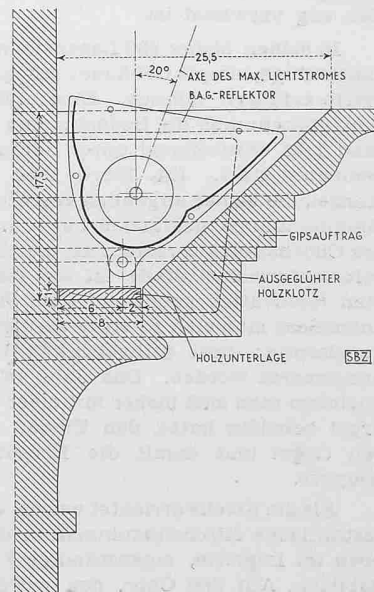 25,5
20°
AXE DES MAX. LICHTSTROMES
B.A.G.-REFLEKTOR
17,5
GIPSAUFTRAG
AUSGEGLÜHTER
HOLZKLOTZ
6
2
8
HOLZUNTERLAGE
SBZ